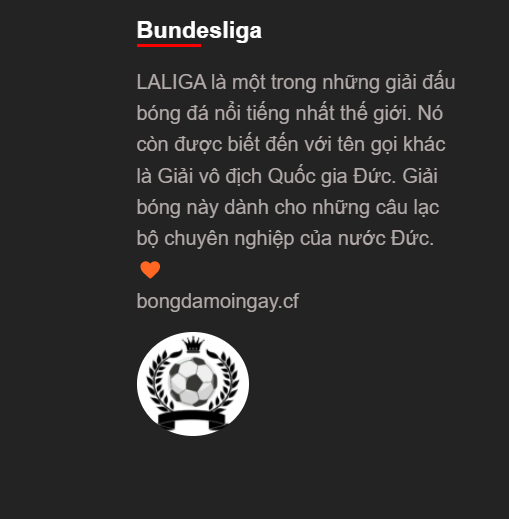 Bundesliga
LALIGA là một trong những giải đấu
bóng đá nổi tiếng nhất thế giới. Nó
còn được biết đến với tên gọi khác
là Giải vô địch Quốc gia Đức. Giải
bóng này dành cho những câu lạc
bộ chuyên nghiệp của nước Đức.
bongdamoingay.cf